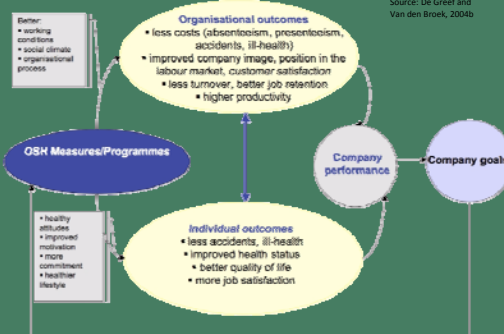 Source: De Greef and
Van den Broek, 2004b
Better:
• working
conditions
• social climate
• organisational
process
Organisational outcomes
• less costs (absenteeism, presenteeism,
accidents, ill-health)
• improved company image, position in the
labour market, customer satisfaction
• less turnover, better job retention
• higher productivity
OSH Measures/Programmes
Company
performance
Company goals
• healthy
attitudes
• improved
motivation
• more
commitment
• healthier
lifestyle
Individual outcomes
• less accidents, ill-health
• improved health status
• better quality of life
• more job satisfaction